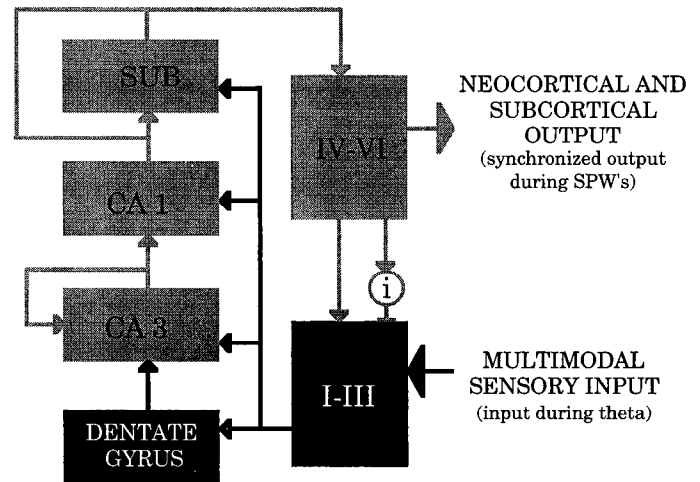 SUB
IV-VI
NEOCORTICAL AND
SUBCORTICAL
OUTPUT
(synchronized output
during SPW's)
CA 1
CA 3
i
I-III
MULTIMODAL
SENSORY INPUT
(input during theta)
DENTATE
GYRUS